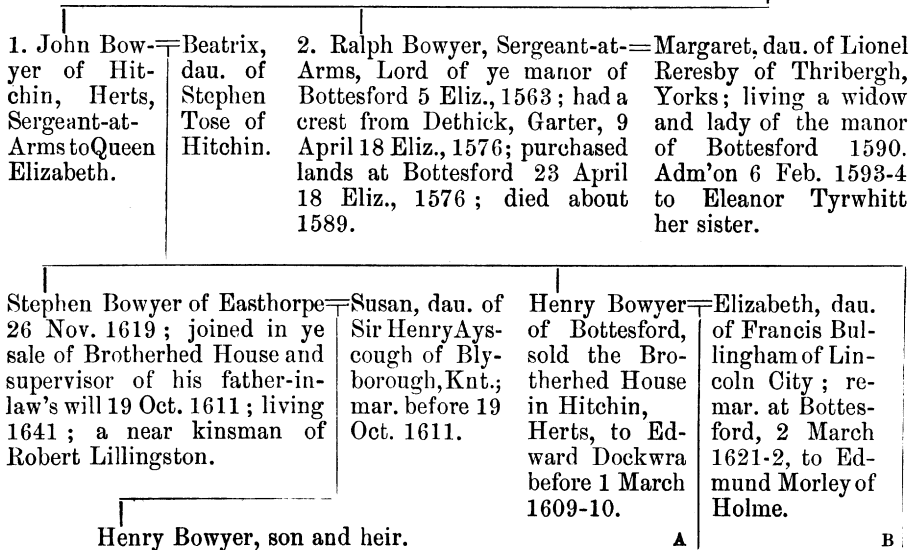 1. John Bow-
yer of Hit-
chin, Herts,
Sergeant-at-
Arms to Queen
Elizabeth.
Beatrix,
dau. of
Stephen
Tose of
Hitchin.
2. Ralph Bowyer, Sergeant-at-
Arms, Lord of ye manor of
Bottesford 5 Eliz., 1563 ; had a
crest from Dethick, Garter, 9
April 18 Eliz., 1576; purchased
lands at Bottesford 23 April
18 Eliz., 1576 ; died about
1589.
Margaret, dau. of Lionel
Reresby of Thribergh,
Yorks ; living a widow
and lady of the manor
of Bottesford 1590.
Adm'on 6 Feb. 1593-4
to Eleanor Tyrwhitt
her sister.
Stephen Bowyer of Easthorpe
26 Nov. 1619 ; joined in ye
sale of Brotherhed House and
supervisor of his father-in-
law's will 19 Oct. 1611 ; living
1641 ; a near kinsman of
Robert Lillingston.
Susan, dau. of
Sir Henry Ays-
cough of Bly-
borough, Knt.;
mar. before 19
Oct. 1611.
Henry Bowyer
of Bottesford,
sold the Bro-
therhed House
in Hitchin,
Herts, to Ed-
ward Dockwra
before 1 March
1609-10.
Elizabeth, dau.
of Francis Bul-
lingham of Lin-
coln City ; re-
mar. at Bottes-
ford, 2 March
1621-2, to Ed-
mund Morley of
Holme.
Henry Bowyer, son and heir.
A
B